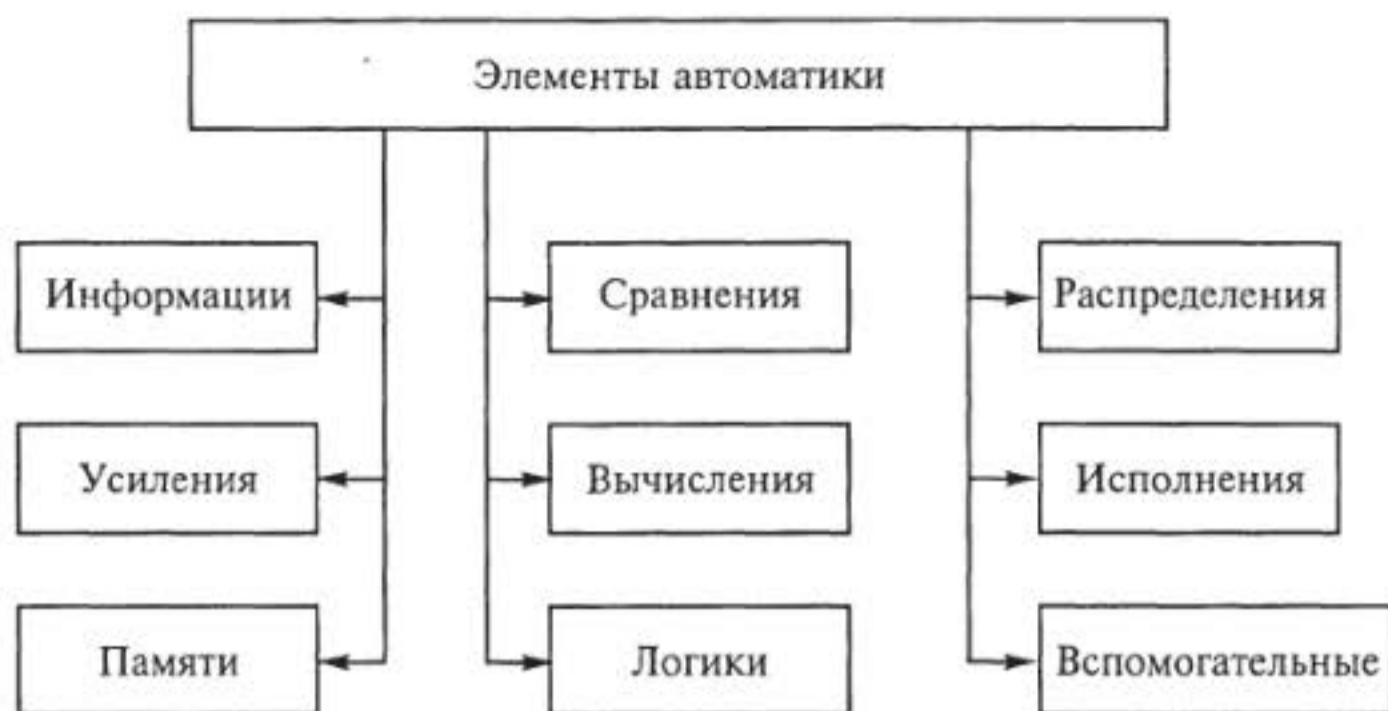 Элементы автоматики
Информации
Сравнения
Распределения
Усиления
Вычисления
Исполнения
Памяти
Логики
Вспомогательные